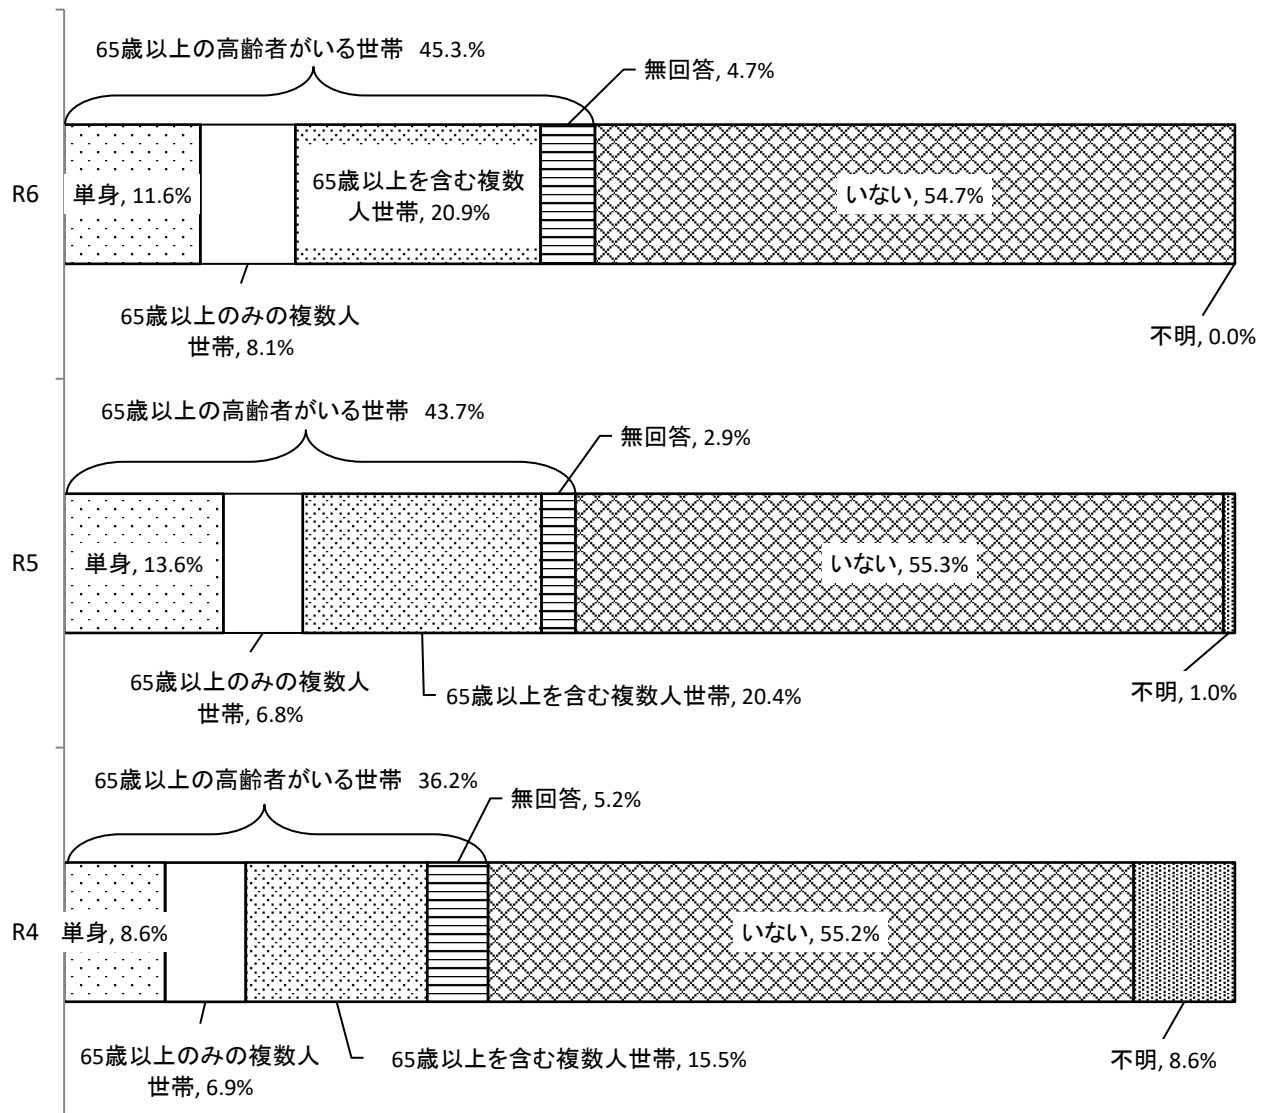 65歳以上の高齢者がいる世帯 45.3.%
無回答, 4.7%
R6
単身, 11.6%
65歳以上を含む複数
人世帯, 20.9%
いない, 54.7%
65歳以上のみの複数人
世帯, 8.1%
不明, 0.0%
65歳以上の高齢者がいる世帯 43.7%
無回答, 2.9%
R5
単身, 13.6%
いない, 55.3%
65歳以上のみの複数人
世帯, 6.8%
65歳以上を含む複数人世帯, 20.4%
不明, 1.0%
65歳以上の高齢者がいる世帯 36.2%
無回答, 5.2%
R4
単身, 8.6%
いない, 55.2%
65歳以上のみの複数人
世帯, 6.9%
65歳以上を含む複数人世帯, 15.5%
不明, 8.6%